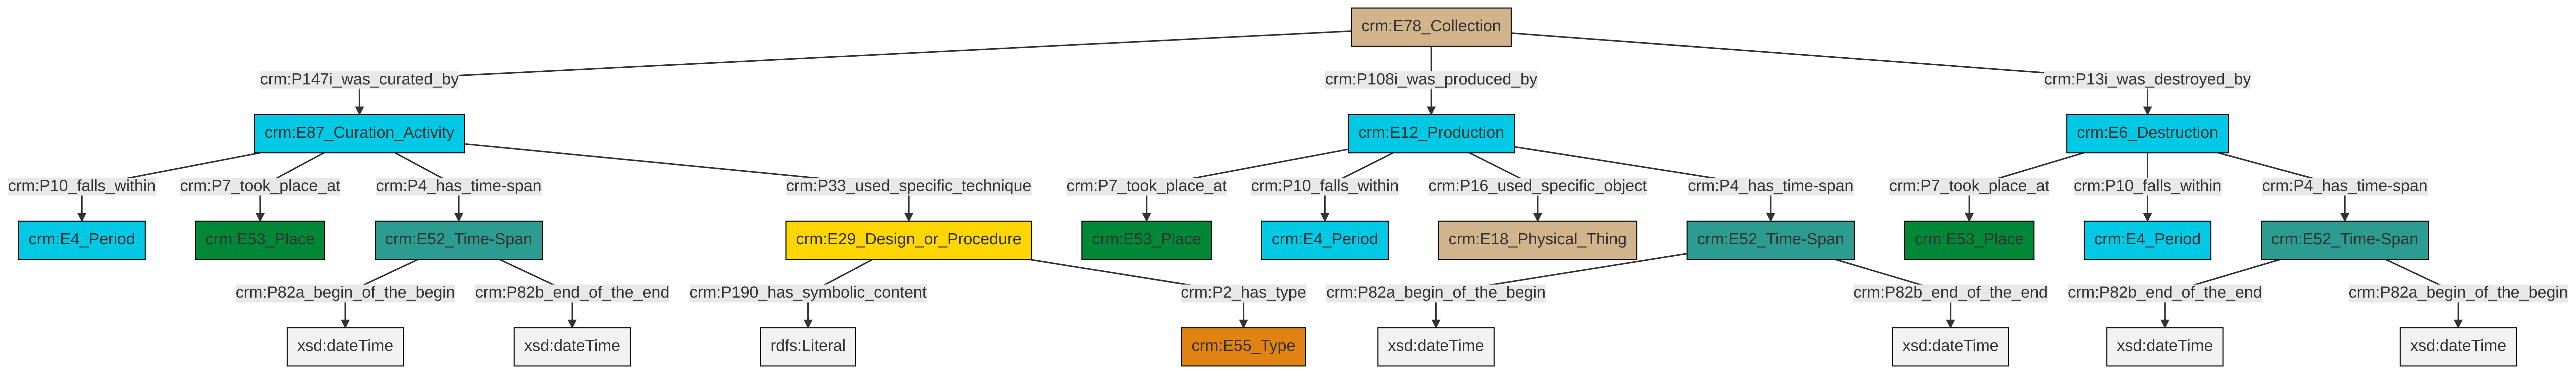 crm:E78_Collection
crm:P147i_was_curated_by
crm:P108i_was_produced_by
crm:P13i_was_destroyed_by
crm:E87_Curation_Activity
crm:E12_Production
crm:E6_Destruction
crm:P10_falls_within
crm:P7_took_place_at
crm:P4_has_time-span
crm:P33_used_specific_technique
crm:P7_took_place_at
crm:P10_falls_within
crm:P16_used_specific_object
crm:P4_has_time-span
crm:P7_took_place_at
crm:P10_falls_within
crm:P4_has_time-span
crm:E4_Period
crm:E53_Place
crm:E52_Time-Span
crm:E29_Design_or_Procedure
crm:E53_Place
crm:E4_Period
crm:E18_Physical_Thing
crm:E52_Time-Span
crm:E53_Place
crm:E4_Period
crm:E52_Time-Span
crm:P82a_begin_of_the_begin
crm:P82b_end_of_the_end
crm:P190_has_symbolic_content
crm:P2_has_type
crm:P82a_begin_of_the_begin
crm:P82b_end_of_the_end
crm:P82b_end_of_the_end
crm:P82a_begin_of_the_begin
xsd:dateTime
xsd:dateTime
rdfs:Literal
crm:E55_Type
xsd:dateTime
xsd:dateTime
xsd:dateTime
xsd:dateTime